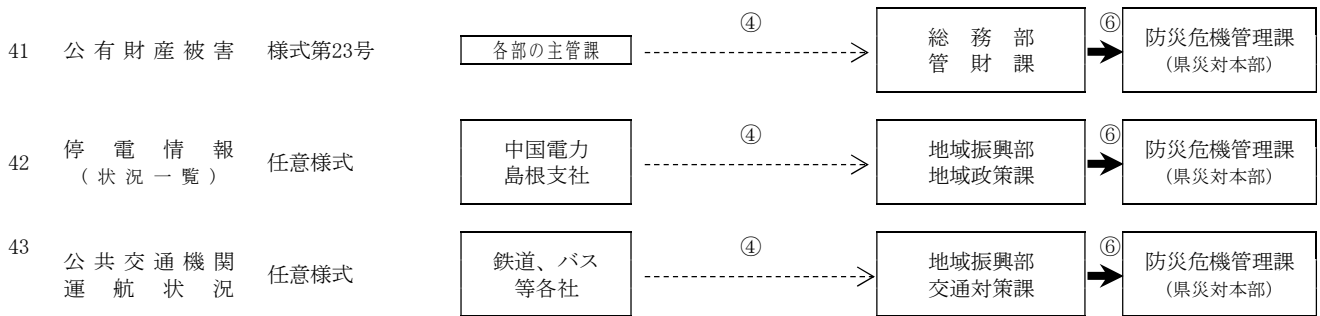 41 公有財産被害 様式第23号 各部の主管課 ④ 総務部 ⑥ 防災危機管理課
管財課 (県災対本部)
42 停電情報 任意様式 中国電力 ④ 地域振興部 ⑥ 防災危機管理課
(状況一覧) 島根支社 地域政策課 (県災対本部)
43 公共交通機関 任意様式 鉄道、バス ④ 地域振興部 ⑥ 防災危機管理課
運航状況 等各社 交通対策課 (県災対本部)